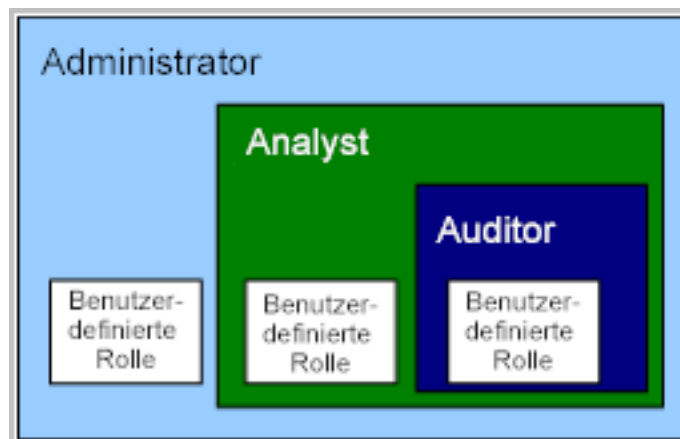 Administrator
Analyst
Auditor
Benutzer-
definierte
Rolle
Benutzer-
definierte
Rolle
Benutzer-
definierte
Rolle